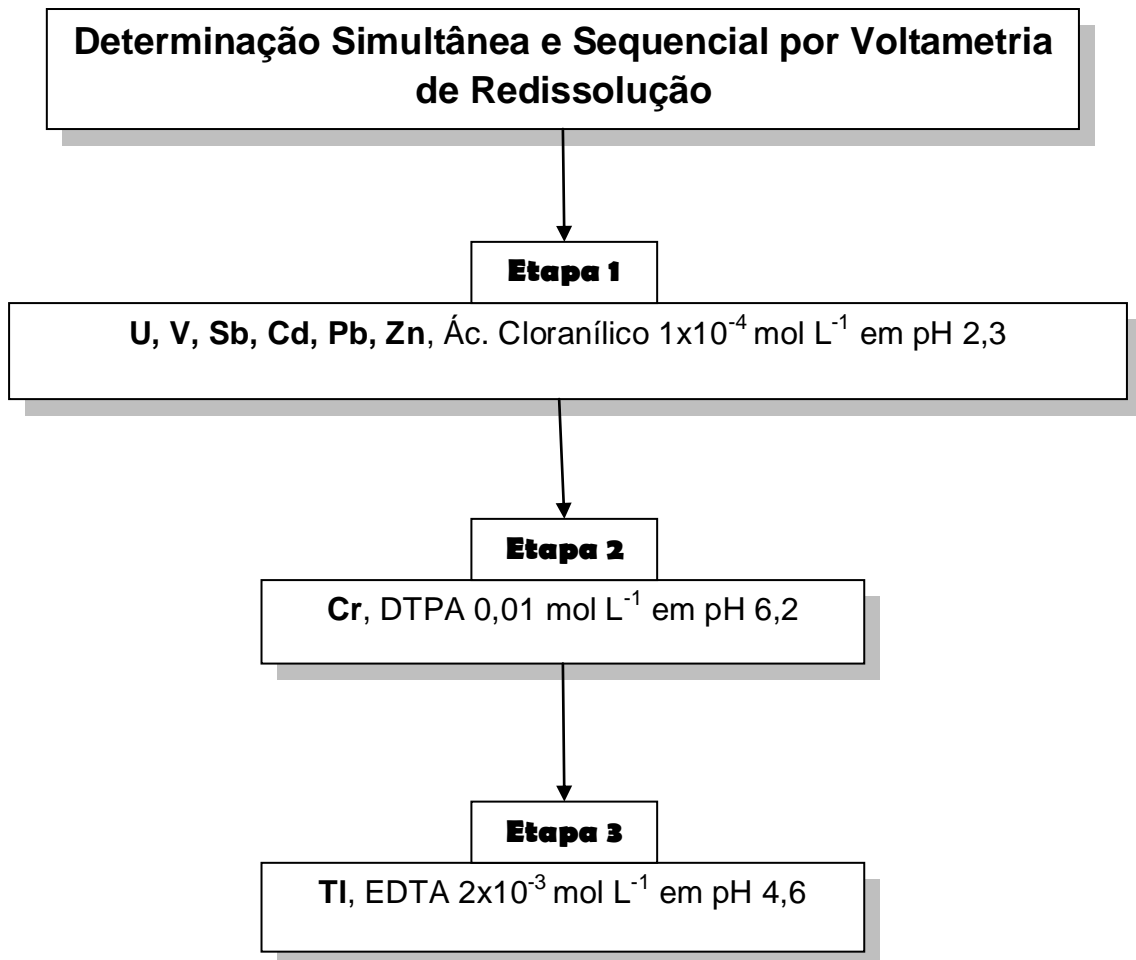 Determinação Simultânea e Sequencial por Voltametria
de Redissolução
Etapa 1
U, V, Sb, Cd, Pb, Zn, Ác. Cloranílico 1x10⁻⁴ mol L⁻¹ em pH 2,3
Etapa 2
Cr, DTPA 0,01 mol L⁻¹ em pH 6,2
Etapa 3
Tl, EDTA 2x10⁻³ mol L⁻¹ em pH 4,6